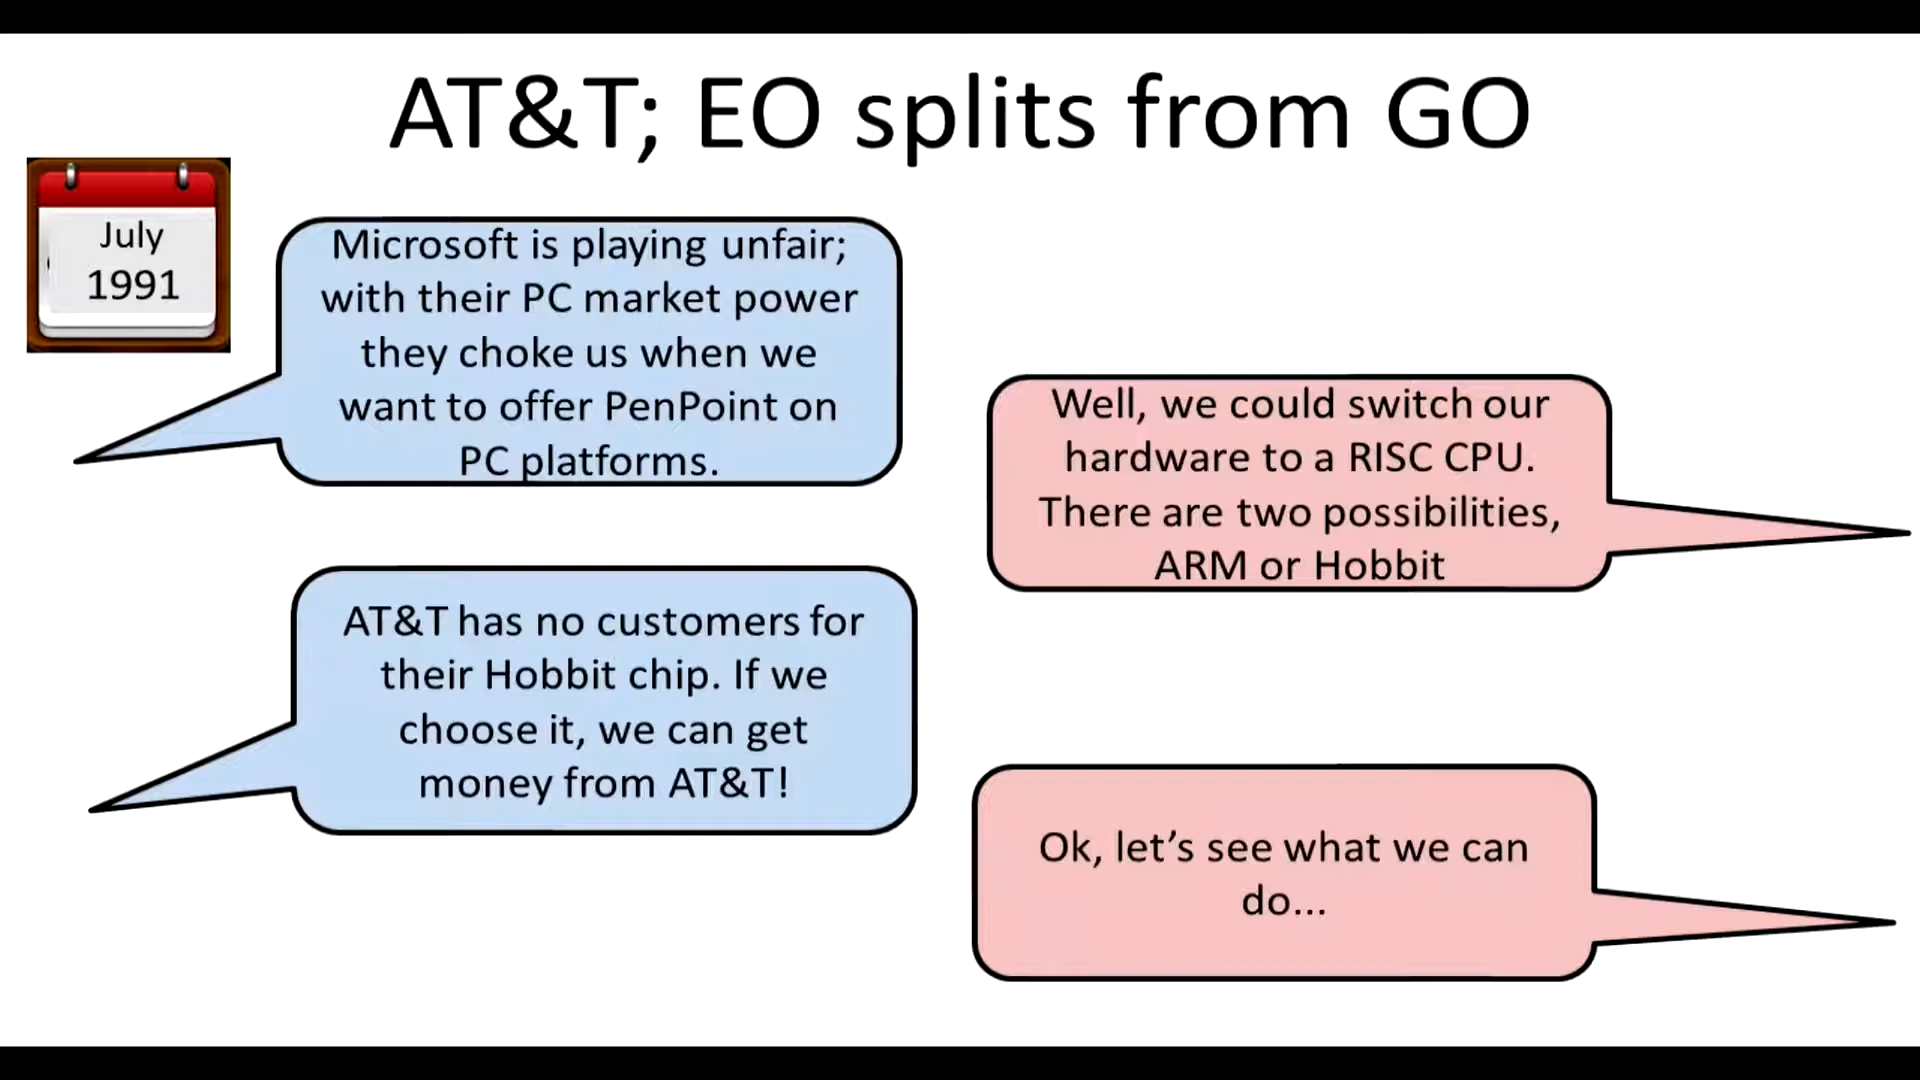 AT&T; EO splits from GO
July
1991
Microsoft is playing unfair;
with their PC market power
they choke us when we
want to offer PenPoint on
PC platforms.
Well, we could switch our
hardware to a RISC CPU.
There are two possibilities,
ARM or Hobbit
AT&T has no customers for
their Hobbit chip. If we
choose it, we can get
money from AT&T!
Ok, let’s see what we can
do...